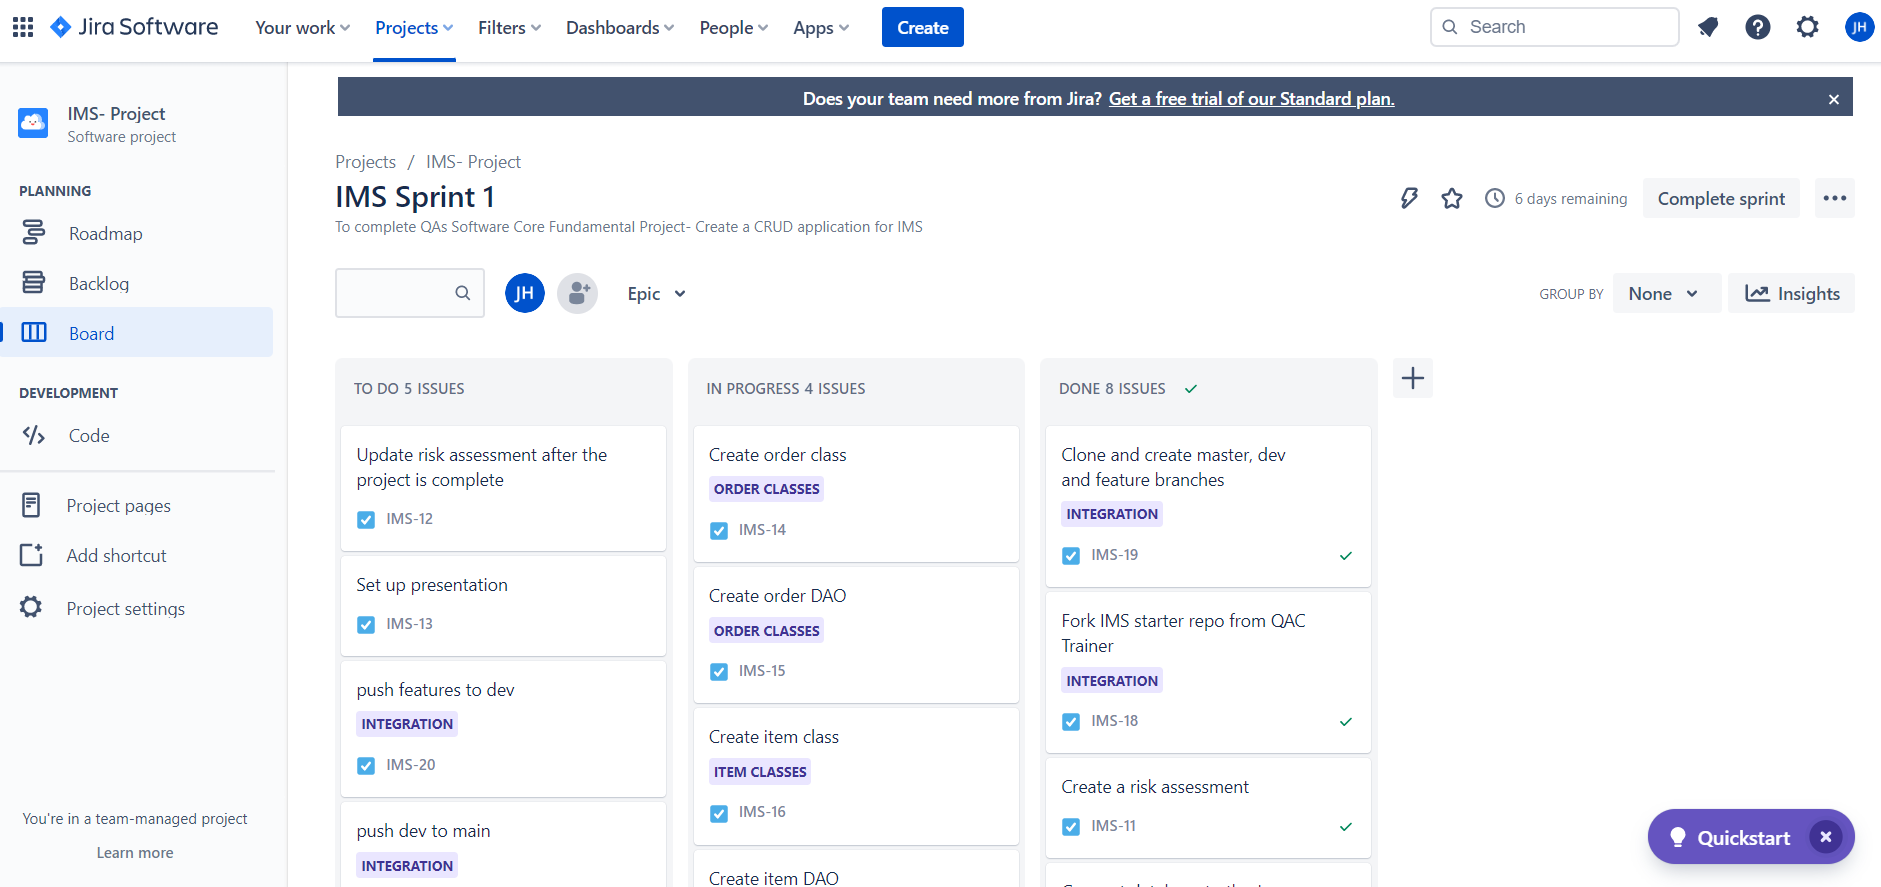 Jira Software
Your work
Projects
Filters
Dashboards
People
Apps
Create
Search
JH
IMS- Project
Software project
PLANNING
Roadmap
Backlog
Board
DEVELOPMENT
Code
Project pages
Add shortcut
Project settings
You're in a team-managed project
Learn more
Does your team need more from Jira? Get a free trial of our Standard plan.
Projects / IMS- Project
IMS Sprint 1
To complete QAs Software Core Fundamental Project- Create a CRUD application for IMS
6 days remaining
Complete sprint
JH
Epic
GROUP BY
None
Insights
TO DO 5 ISSUES
Update risk assessment after the
project is complete
IMS-12
Set up presentation
IMS-13
push features to dev
INTEGRATION
IMS-20
push dev to main
INTEGRATION
IN PROGRESS 4 ISSUES
Create order class
ORDER CLASSES
IMS-14
Create order DAO
ORDER CLASSES
IMS-15
Create item class
ITEM CLASSES
IMS-16
Create item DAO
DONE 8 ISSUES
Clone and create master, dev
and feature branches
INTEGRATION
IMS-19
Fork IMS starter repo from QAC
Trainer
INTEGRATION
IMS-18
Create a risk assessment
IMS-11
Quickstart